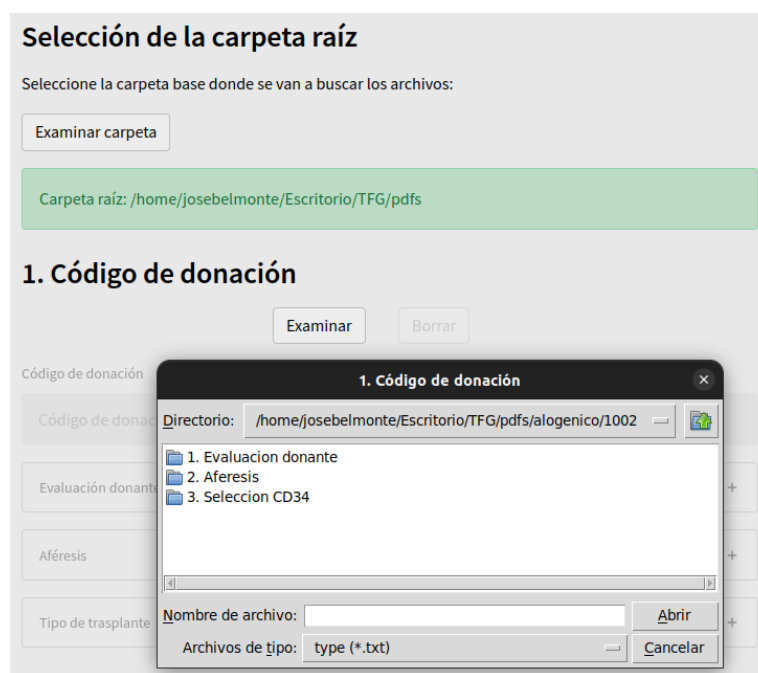 Selección de la carpeta raíz
Seleccione la carpeta base donde se van a buscar los archivos:
Examinar carpeta
Carpeta raíz: /home/josebelmonte/Escritorio/TFG/pdfs
1. Código de donación
Examinar
Borrar
Código de donación
Código de donac
Evaluación donante
+
Aféresis
+
Tipo de trasplante
+
1. Código de donación
×
Directorio:
/home/josebelmonte/Escritorio/TFG/pdfs/alogenico/1002
1. Evaluacion donante
2. Aferesis
3. Seleccion CD34
Nombre de archivo:
Abrir
Archivos de tipo:
type (*.txt)
Cancelar